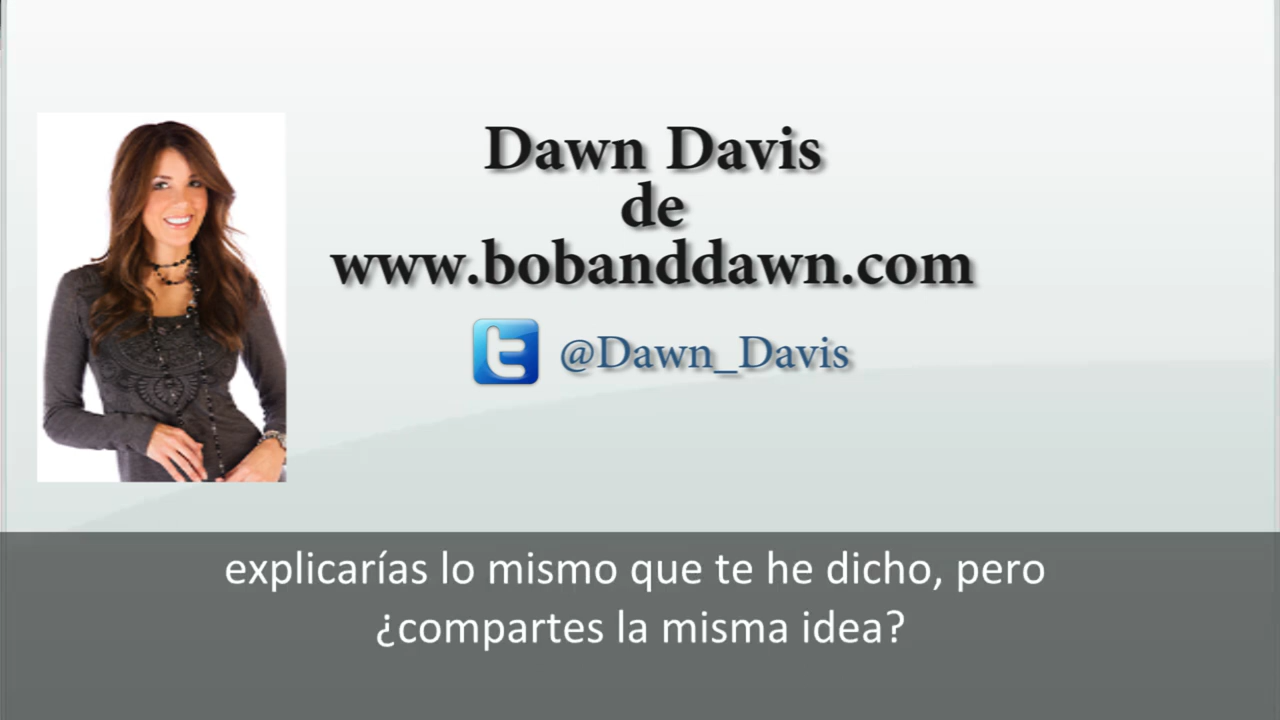 Dawn Davis
de
www.bobanddawn.com
@Dawn_Davis
explicarías lo mismo que te he dicho, pero
¿compartes la misma idea?